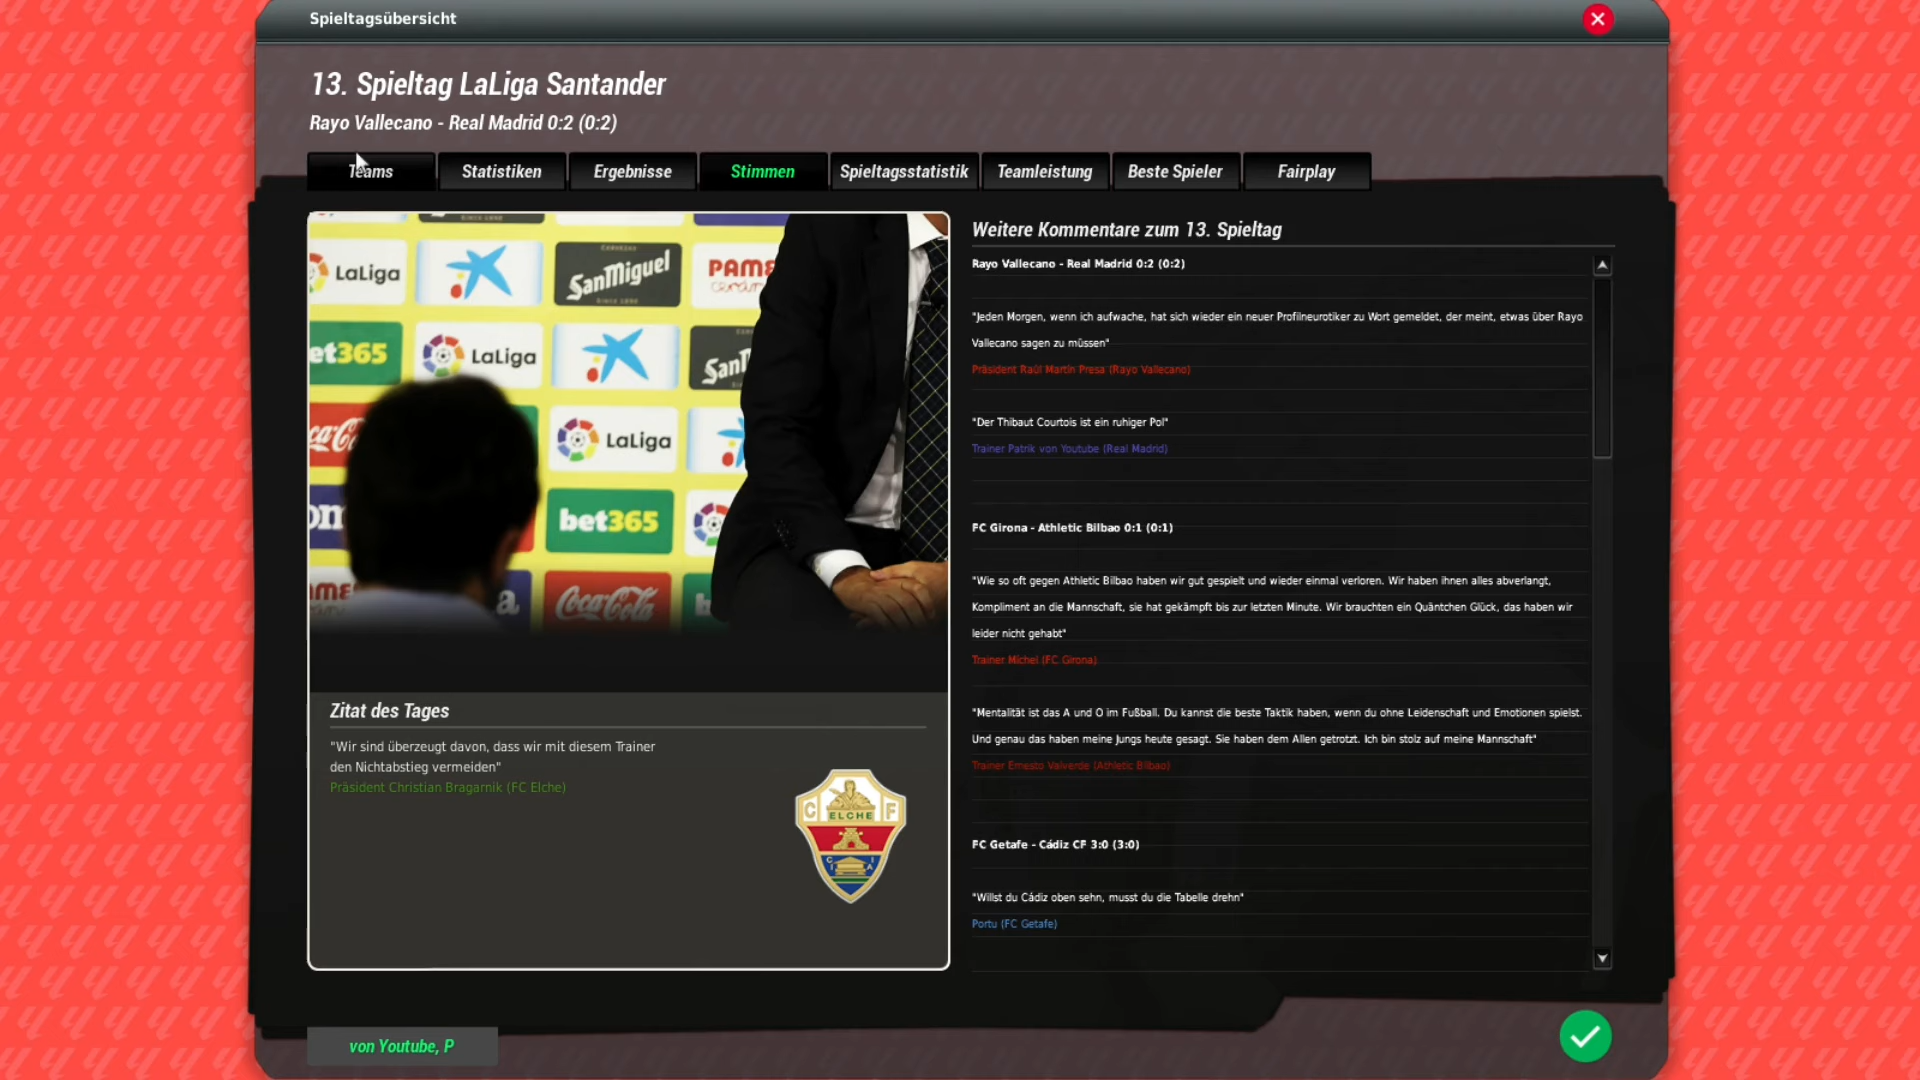 Spieltagsübersicht
13. Spieltag LaLiga Santander
Rayo Vallecano - Real Madrid 0:2 (0:2)
Teams
Statistiken
Ergebnisse
Stimmen
Spieltagsstatistik
Teamleistung
Beste Spieler
Fairplay
LaLiga
SanMiguel
bet365
LaLiga
LaLiga
bet365
Coca-Cola
Zitat des Tages
"Wir sind überzeugt davon, dass wir mit diesem Trainer
den Nichtabstieg vermeiden"
Präsident Christian Bragarnik (FC Elche)
C F
ELCHE
Weitere Kommentare zum 13. Spieltag
Rayo Vallecano - Real Madrid 0:2 (0:2)
"Jeden Morgen, wenn ich aufwache, hat sich wieder ein neuer Profilneurotiker zu Wort gemeldet, der meint, etwas über Rayo
Vallecano sagen zu müssen"
Präsident Raúl Martín Presa (Rayo Vallecano)
"Der Thibaut Courtois ist ein ruhiger Pol"
Trainer Patrik von Youtube (Real Madrid)
FC Girona - Athletic Bilbao 0:1 (0:1)
"Wie so oft gegen Athletic Bilbao haben wir gut gespielt und wieder einmal verloren. Wir haben ihnen alles abverlangt,
Kompliment an die Mannschaft, sie hat gekämpft bis zur letzten Minute. Wir brauchten ein Quäntchen Glück, das haben wir
leider nicht gehabt"
Trainer Míchel (FC Girona)
"Mentalität ist das A und O im Fußball. Du kannst die beste Taktik haben, wenn du ohne Leidenschaft und Emotionen spielst.
Und genau das haben meine Jungs heute gesagt. Sie haben dem Allen getrotzt. Ich bin stolz auf meine Mannschaft"
Trainer Ernesto Valverde (Athletic Bilbao)
FC Getafe - Cádiz CF 3:0 (3:0)
"Willst du Cádiz oben sehn, musst du die Tabelle drehn"
Portu (FC Getafe)
von Youtube, P